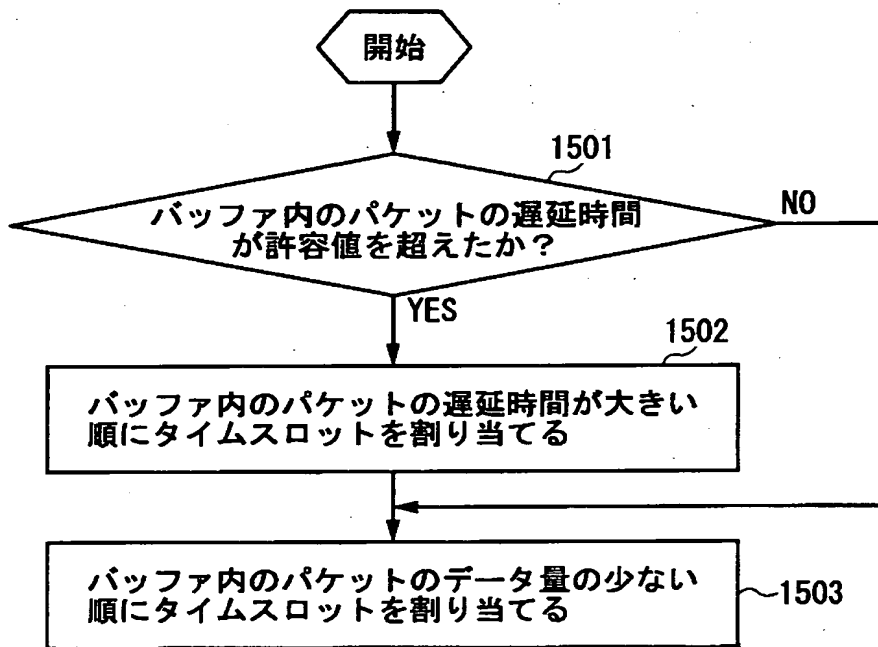 開始
1501
バッファ内のパケットの遅延時間
が許容値を超えたか？
NO
YES
1502
バッファ内のパケットの遅延時間が大きい
順にタイムスロットを割り当てる
バッファ内のパケットのデータ量の少ない
順にタイムスロットを割り当てる
1503